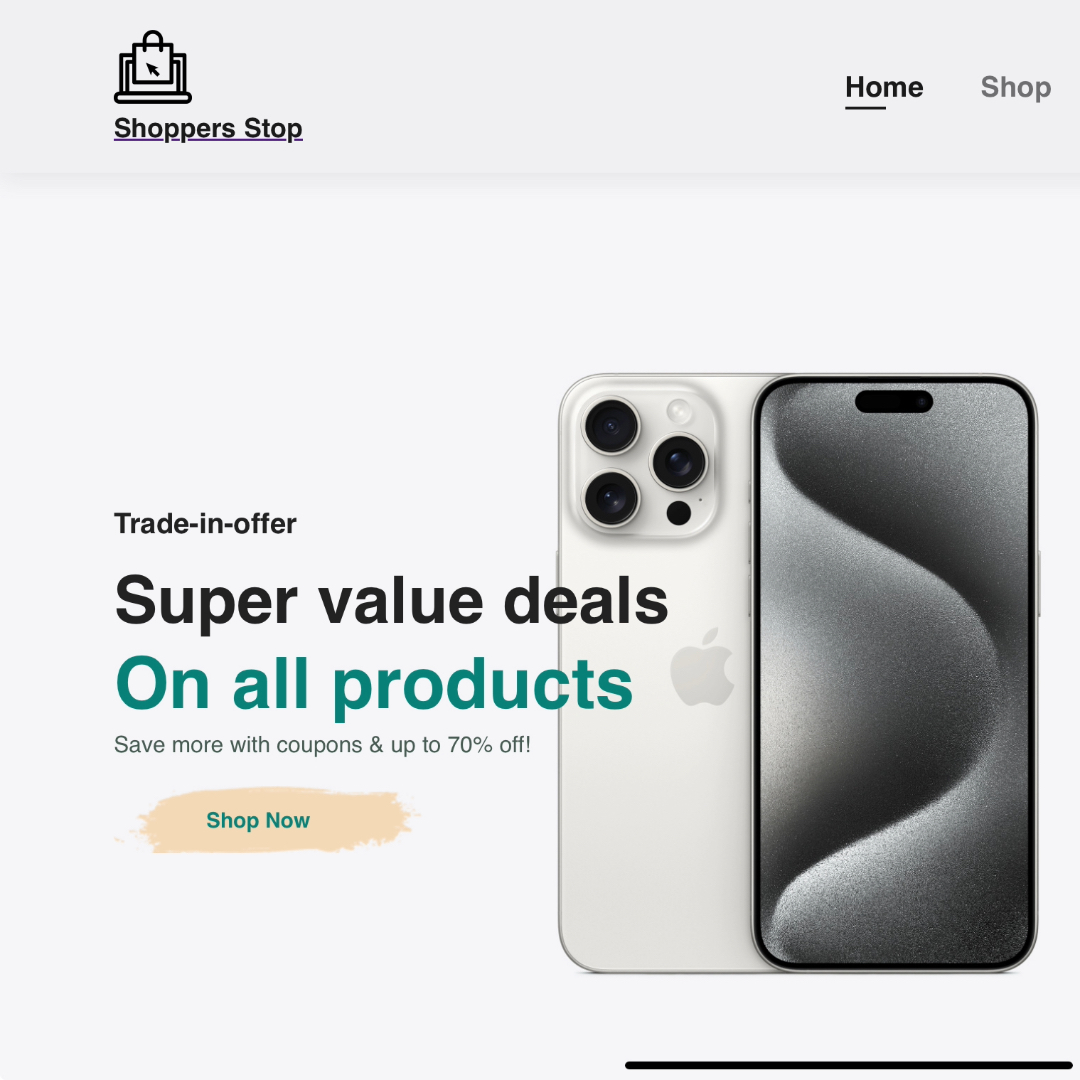 Shoppers Stop
Home
Shop
Trade-in-offer
Super value deals
On all products
Save more with coupons & up to 70% off!
Shop Now